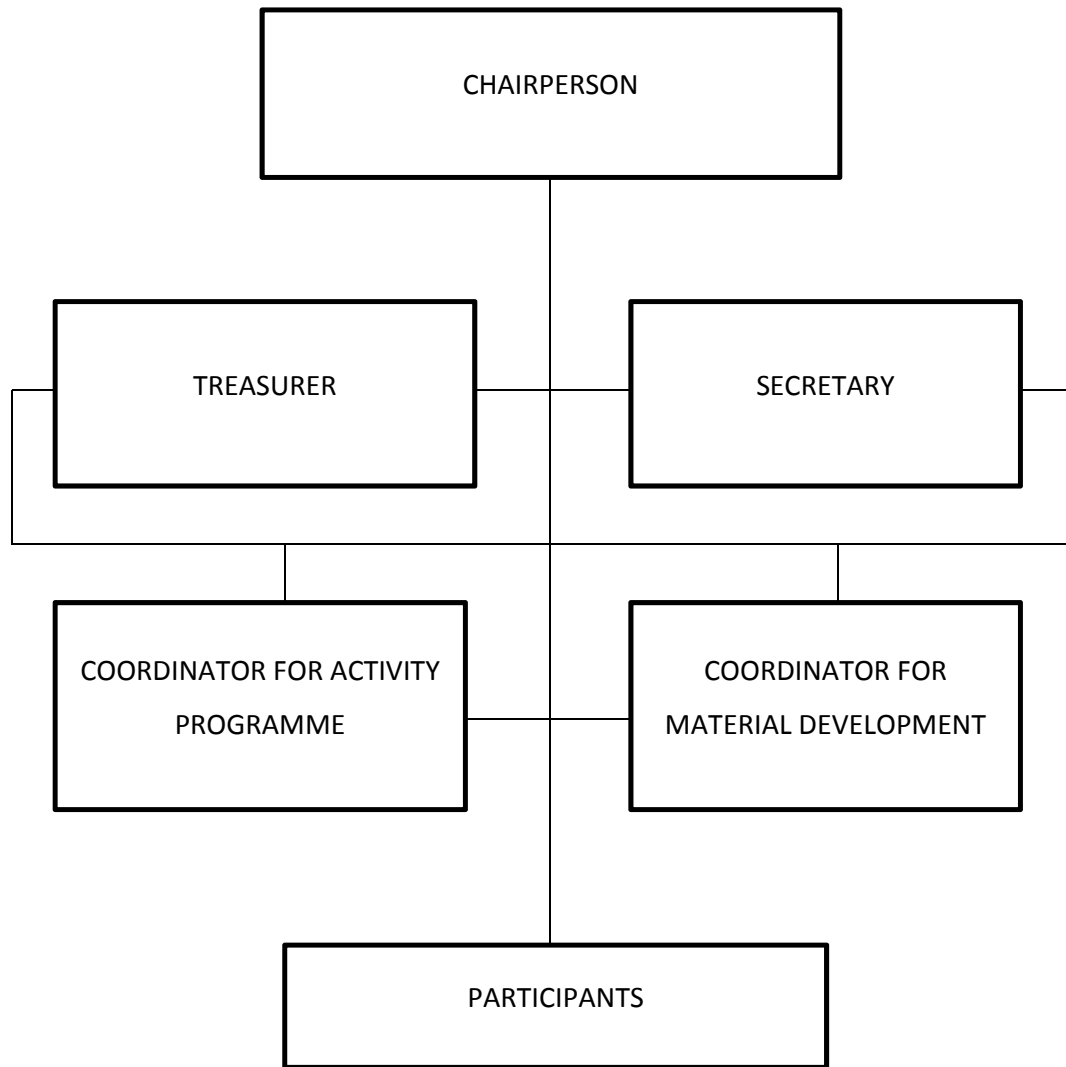 CHAIRPERSON
TREASURER
SECRETARY
COORDINATOR FOR ACTIVITY
PROGRAMME
COORDINATOR FOR
MATERIAL DEVELOPMENT
PARTICIPANTS